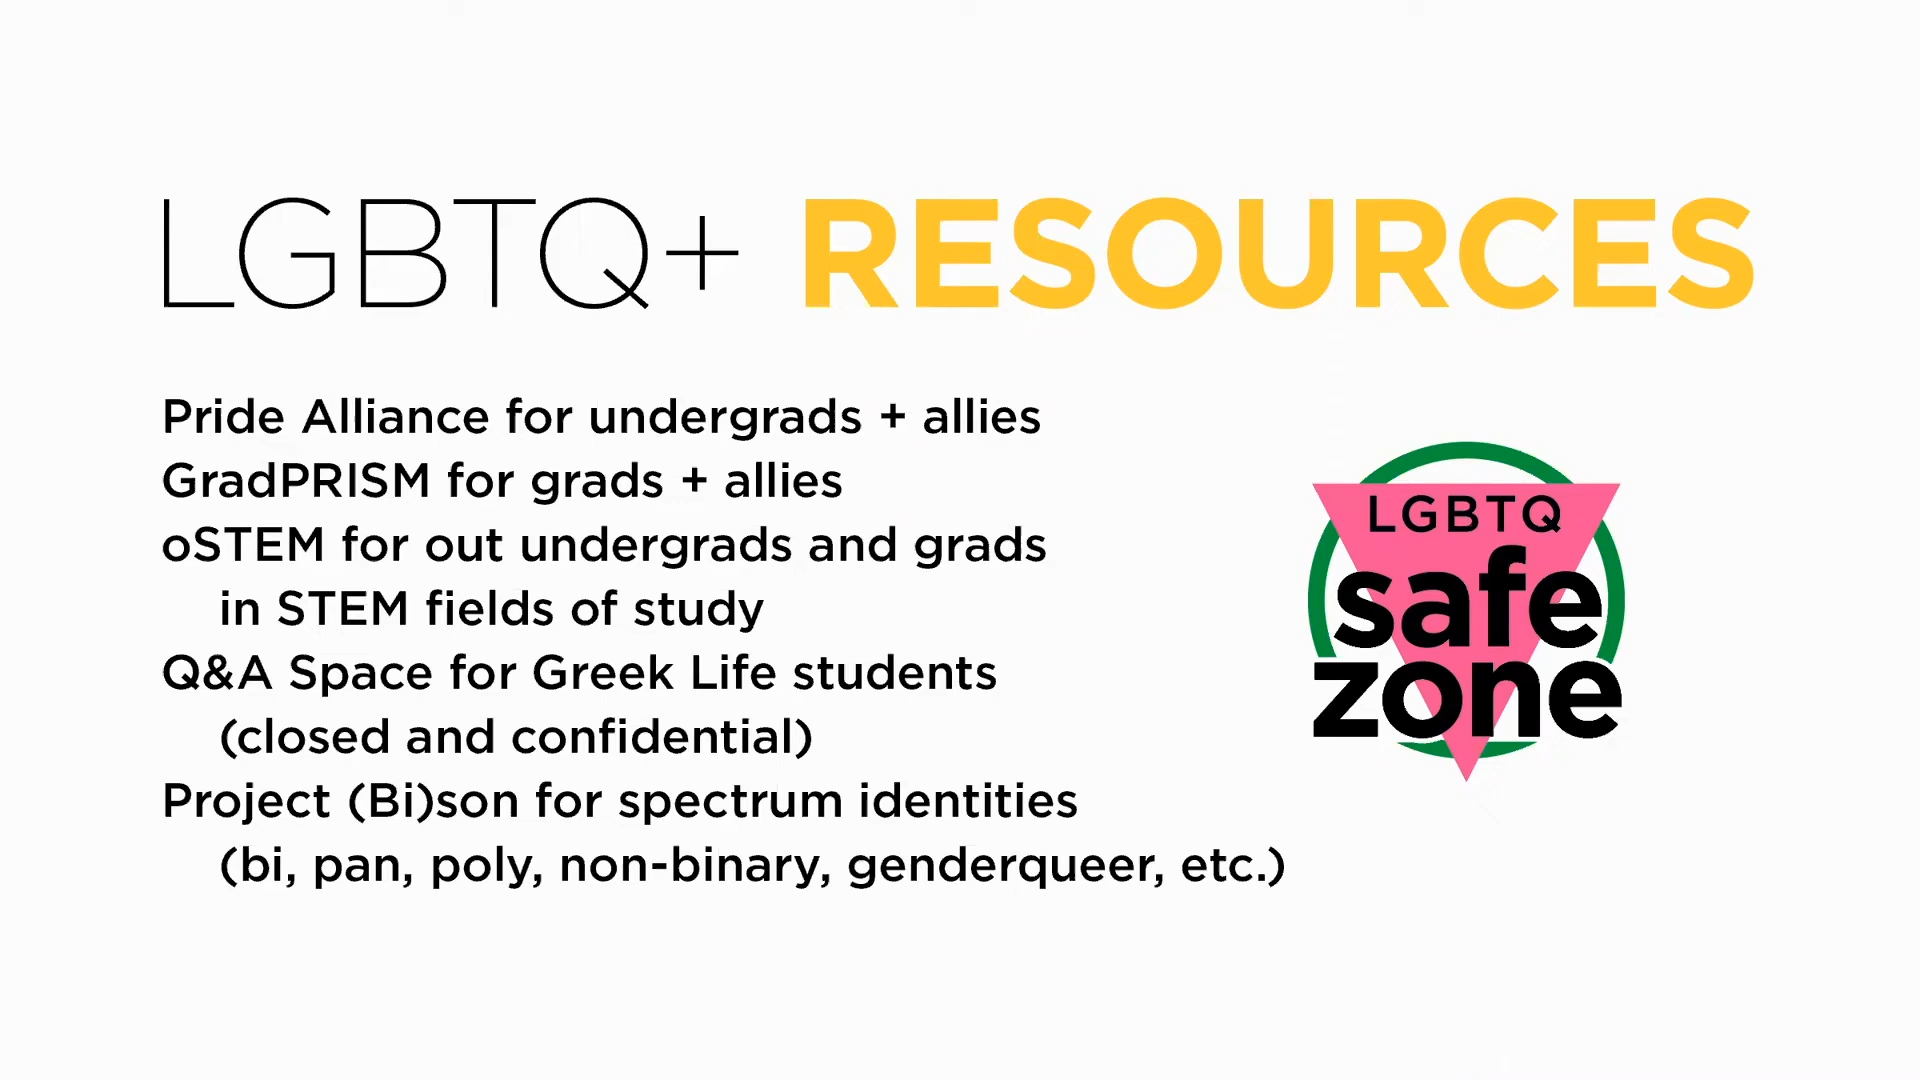 LGBTQ+ RESOURCES
Pride Alliance for undergrads + allies
GradPRISM for grads + allies
oSTEM for out undergrads and grads
in STEM fields of study
Q&A Space for Greek Life students
(closed and confidential)
Project (Bi)son for spectrum identities
(bi, pan, poly, non-binary, genderqueer, etc.)
LGBTQ
safe
zone